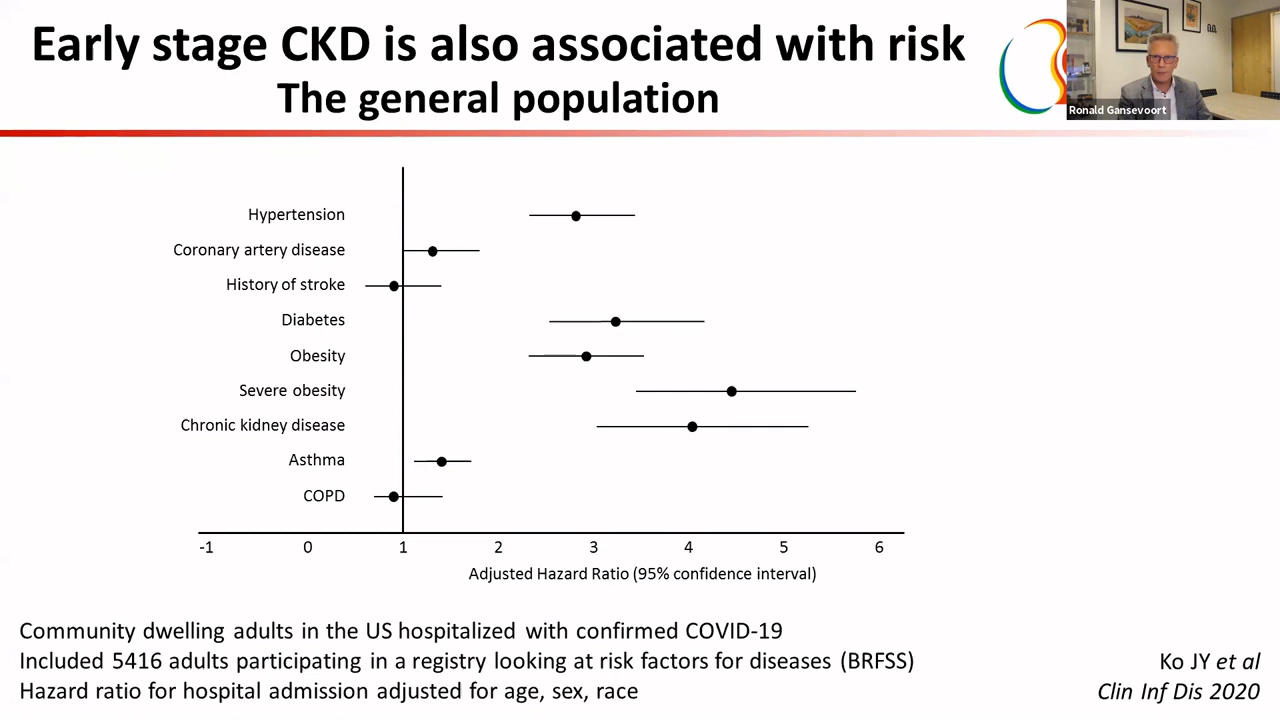 Early stage CKD is also associated with risk
The general population
Ronald Gansevoort
Hypertension
Coronary artery disease
History of stroke
Diabetes
Obesity
Severe obesity
Chronic kidney disease
Asthma
COPD
-1 0 1 2 3 4 5 6
Adjusted Hazard Ratio (95% confidence interval)
Community dwelling adults in the US hospitalized with confirmed COVID-19
Included 5416 adults participating in a registry looking at risk factors for diseases (BRFSS)
Hazard ratio for hospital admission adjusted for age, sex, race
Ko JY et al
Clin Inf Dis 2020